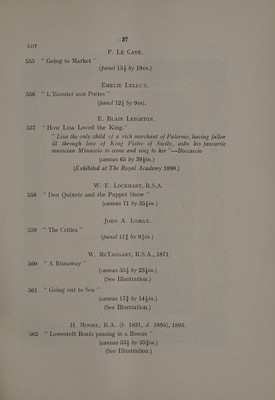 37
LOT
P. LE CAVE.
555 " Going to Market "
(panel 15¾ by 10in.)
EMELIE LELEUX.
556 " L'Ecouter aux Portes "
(panel 12¾ by 9in.)
E. BLAIR LEIGHTON.
557 " How Lisa Loved the King."
" Lisa the only child of a rich merchant of Palermo, having fallen
ill through love of King Pietro of Sicily, asks his favourite
musician Minuccio to come and sing to her "—Boccaccio
(canvas 65 by 39½in.)
(Exhibited at The Royal Academy 1890.)
W. E. LOCKHART, R.S.A.
558 " Don Quixote and the Puppet Show "
(canvas 71 by 55½in.)
JOHN A. LOMAX.
559 " The Critics "
(panel 11¾ by 9½in.)
W. McTAGGART, R.S.A., 1871.
560 " A Runaway "
(canvas 35½ by 23½in.)
(See Illustration.)
561 " Going out to Sea "
(canvas 17¾ by 14½in.)
(See Illustration.)
H. MOORE, R.A. (b. 1831, d. 1895), 1893.
562 " Lowestoft Boats passing in a Breeze "
(canvas 53½ by 35¾in.)
(See Illustration.)